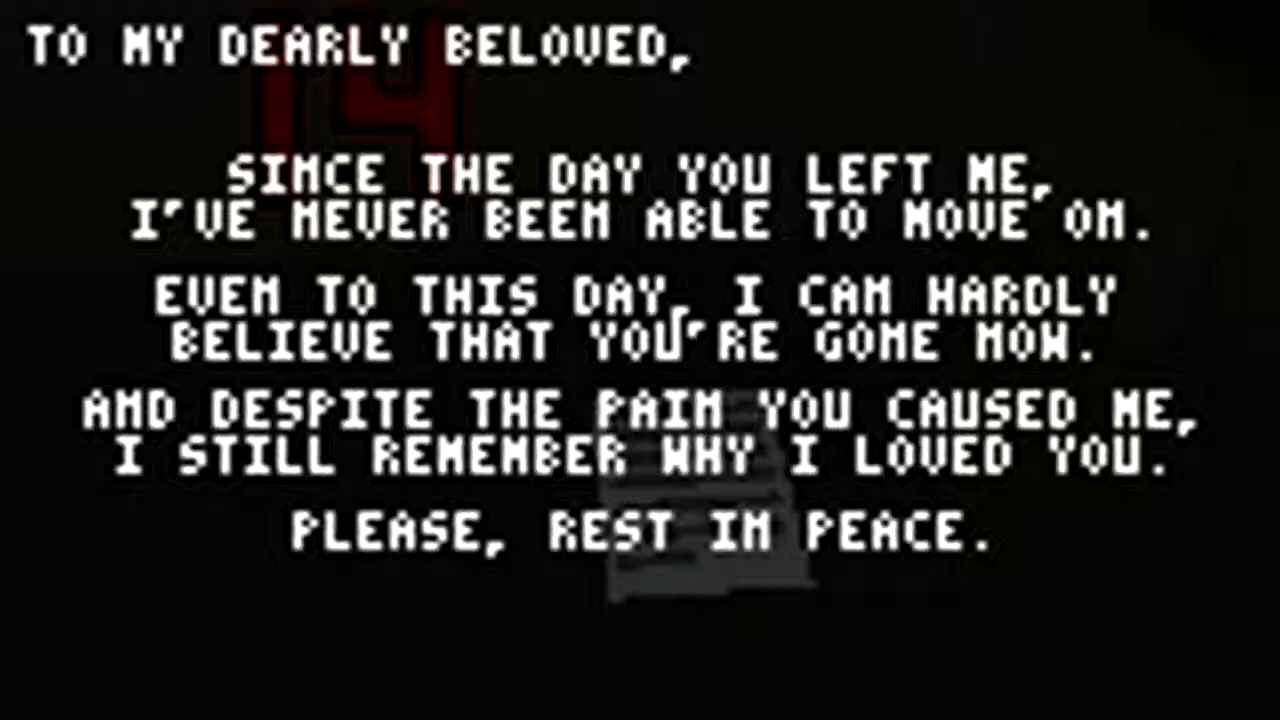 TO MY DEARLY BELOVED,
14
SINCE THE DAY YOU LEFT ME,
I'VE NEVER BEEN ABLE TO MOVE ON.
EVEN TO THIS DAY, I CAN HARDLY
BELIEVE THAT YOU'RE GONE NOW.
AND DESPITE THE PAIN YOU CAUSED ME,
I STILL REMEMBER WHY I LOVED YOU.
PLEASE, REST IN PEACE.